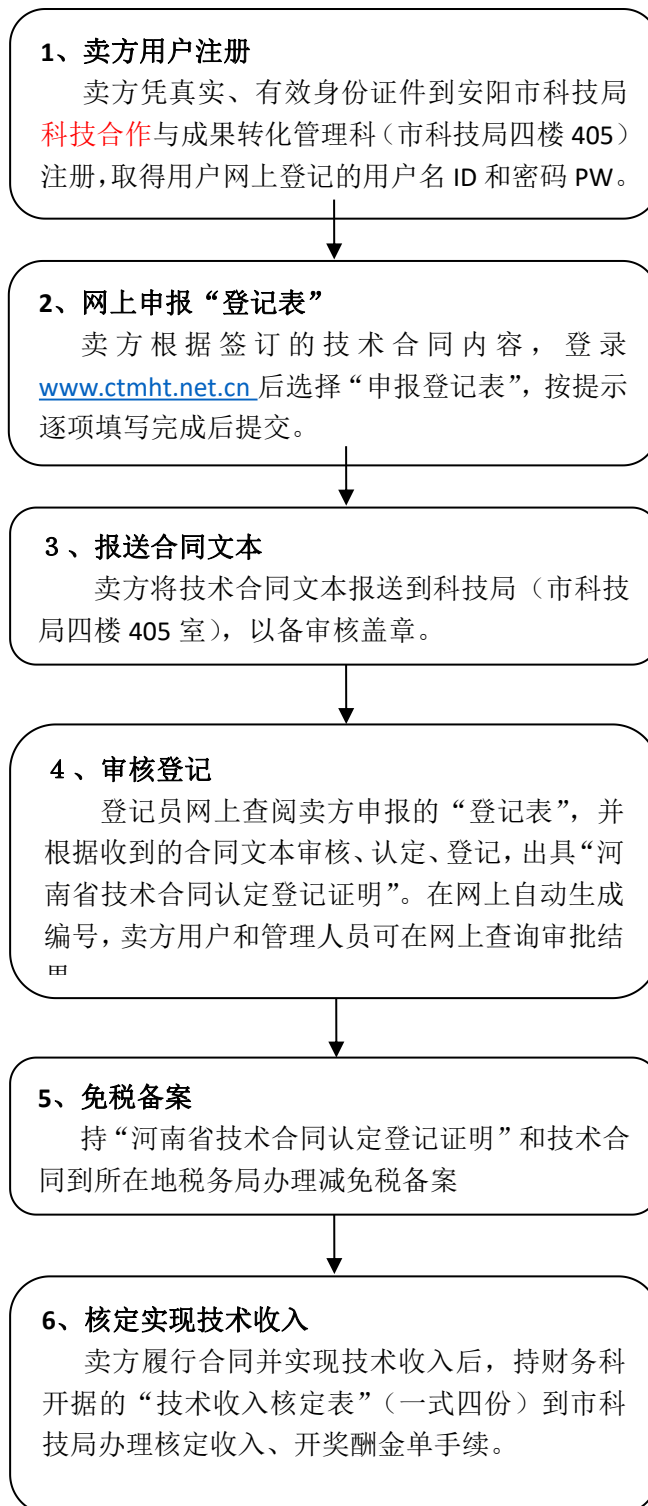 1、卖方用户注册
卖方凭真实、有效身份证件到安阳市科技局
科技合作与成果转化管理科（市科技局四楼 405）
注册，取得用户网上登记的用户名 ID 和密码 PW。
2、网上申报“登记表”
卖方根据签订的技术合同内容，登录
www.ctmht.net.cn 后选择“申报登记表”，按提示
逐项填写完成后提交。
３、报送合同文本
卖方将技术合同文本报送到科技局（市科技
局四楼 405 室），以备审核盖章。
４、审核登记
登记员网上查阅卖方申报的“登记表”，并
根据收到的合同文本审核、认定、登记，出具“河
南省技术合同认定登记证明”。在网上自动生成
编号，卖方用户和管理人员可在网上查询审批结
5、免税备案
持“河南省技术合同认定登记证明”和技术合
同到所在地税务局办理减免税备案
6、核定实现技术收入
卖方履行合同并实现技术收入后，持财务科
开据的“技术收入核定表”（一式四份）到市科
技局办理核定收入、开奖酬金单手续。